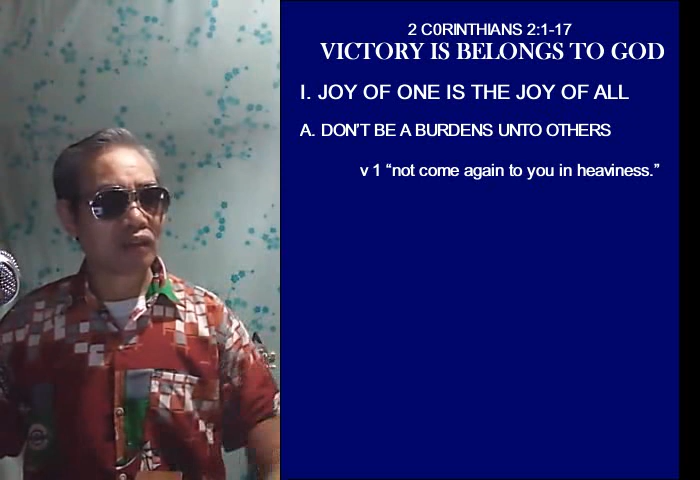 2 C0RINTHIANS 2:1-17
VICTORY IS BELONGS TO GOD
I. JOY OF ONE IS THE JOY OF ALL
A. DON'T BE A BURDENS UNTO OTHERS
v 1 “not come again to you in heaviness.”